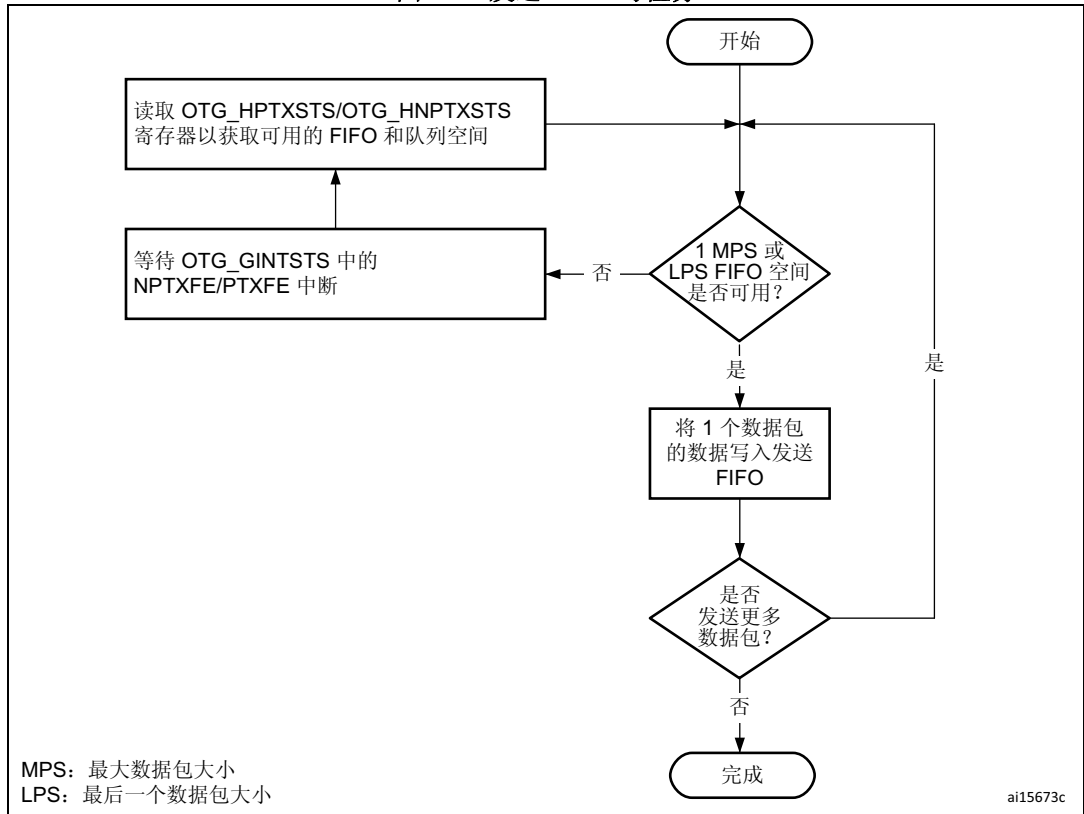 开始
读取 OTG_HPTXSTS/OTG_HNPTXSTS
寄存器以获取可用的 FIFO 和队列空间
等待 OTG_GINTSTS 中的
NPTXFE/PTXFE 中断
否
1 MPS 或
LPS FIFO 空间
是否可用？
是
是
将 1 个数据包
的数据写入发送
FIFO
是否
发送更多
数据包？
否
完成
MPS：最大数据包大小
LPS：最后一个数据包大小
ai15673c